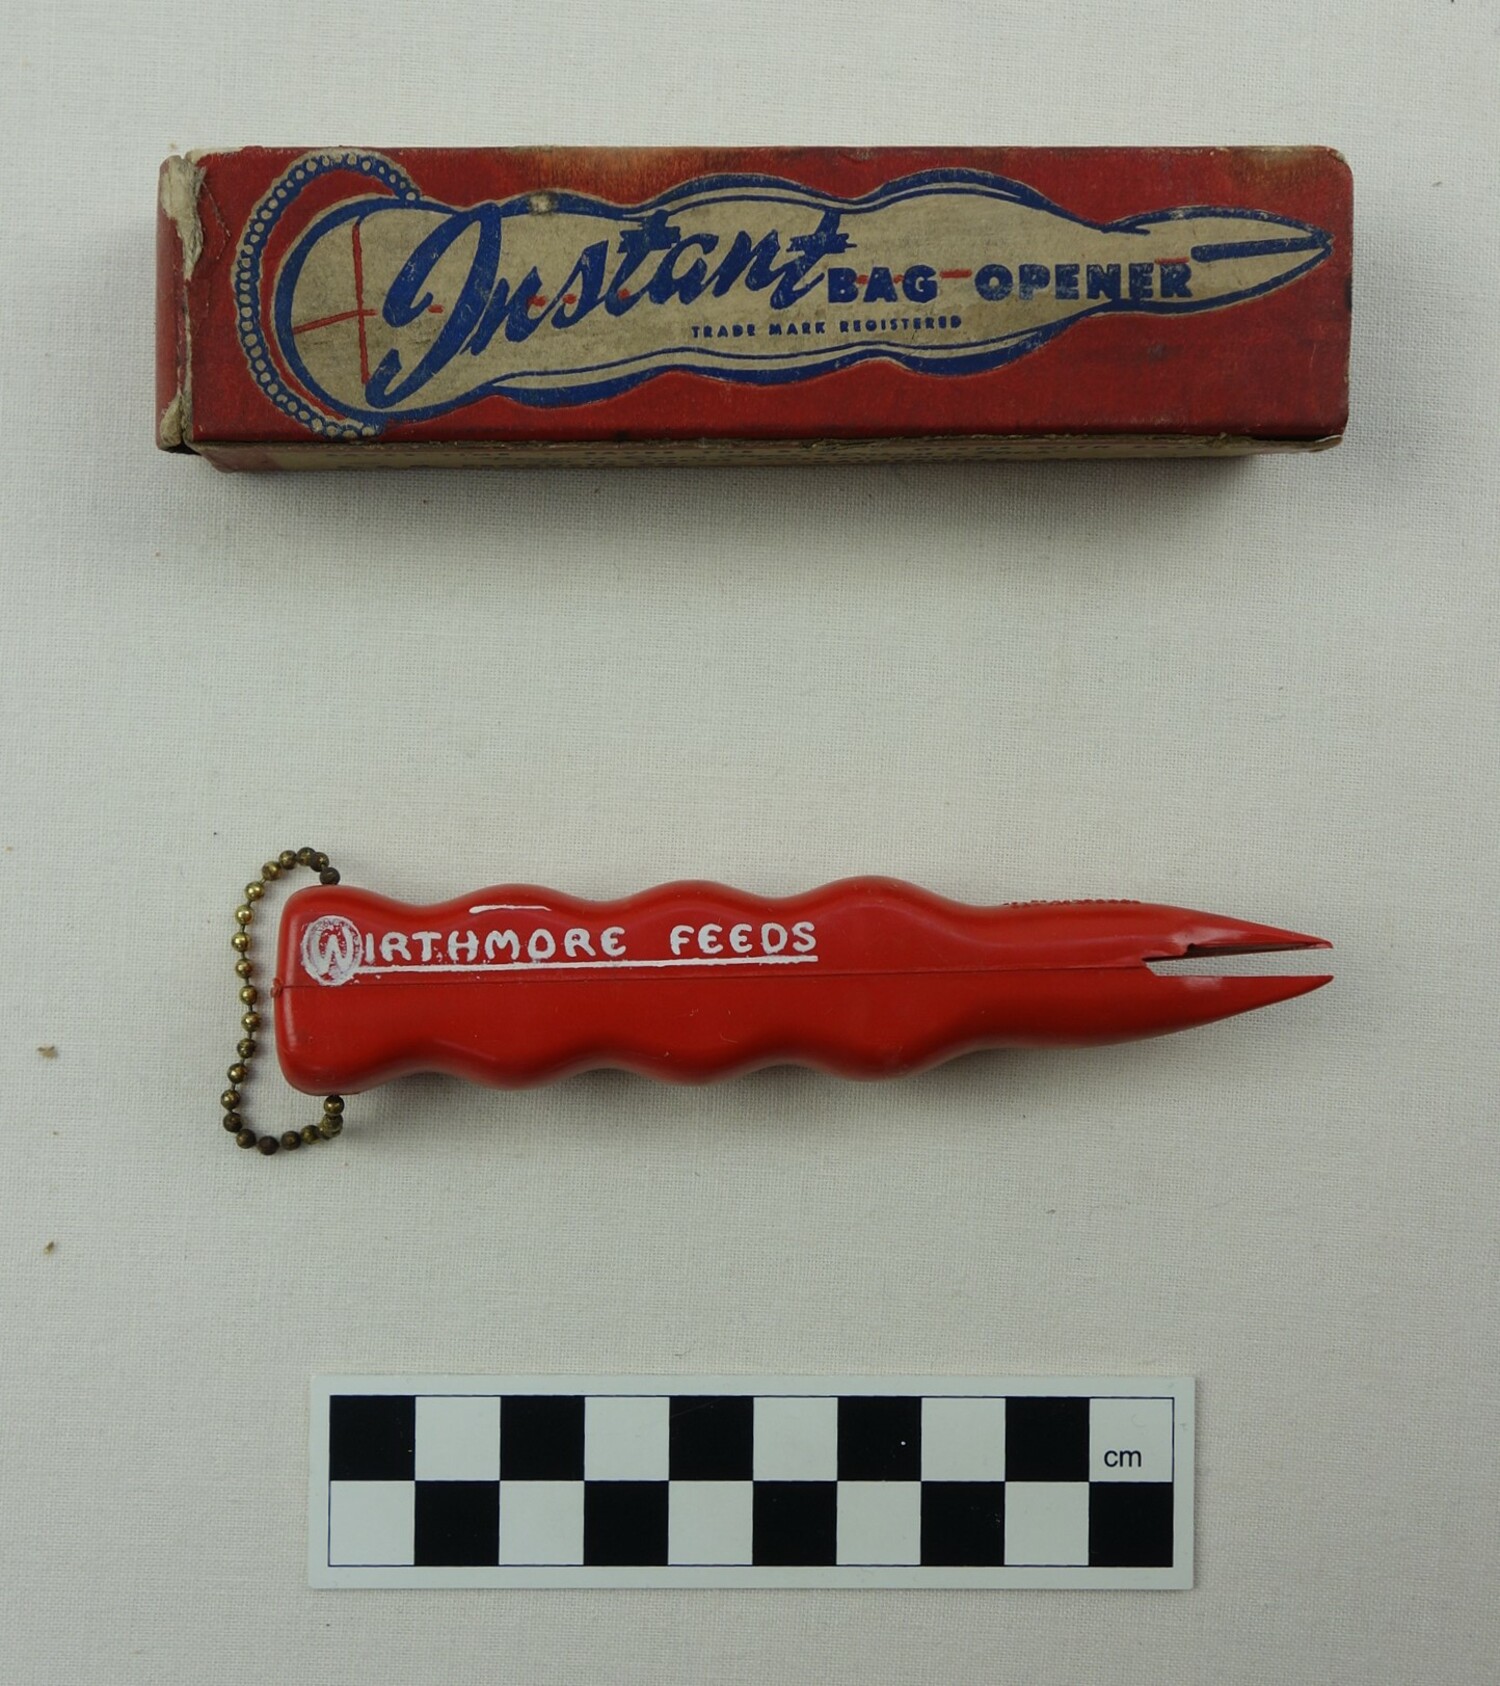 Instant BAG OPENER
TRADE MARK REGISTERED
WIRTHMORE FEEDS
cm